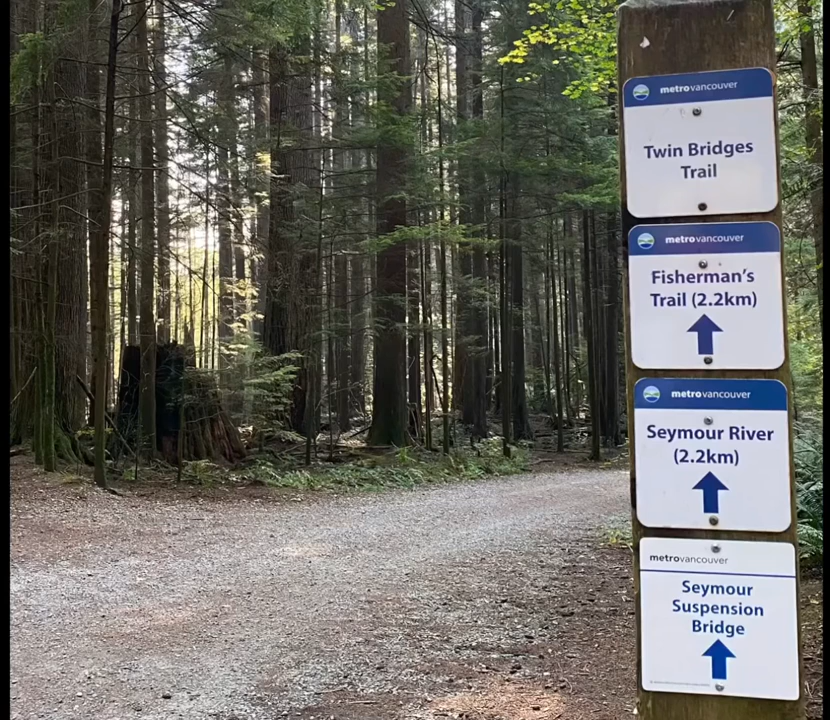 metrovancouver
Twin Bridges
Trail
metrovancouver
Fisherman's
Trail (2.2km)
metrovancouver
Seymour River
(2.2km)
metrovancouver
Seymour
Suspension
Bridge